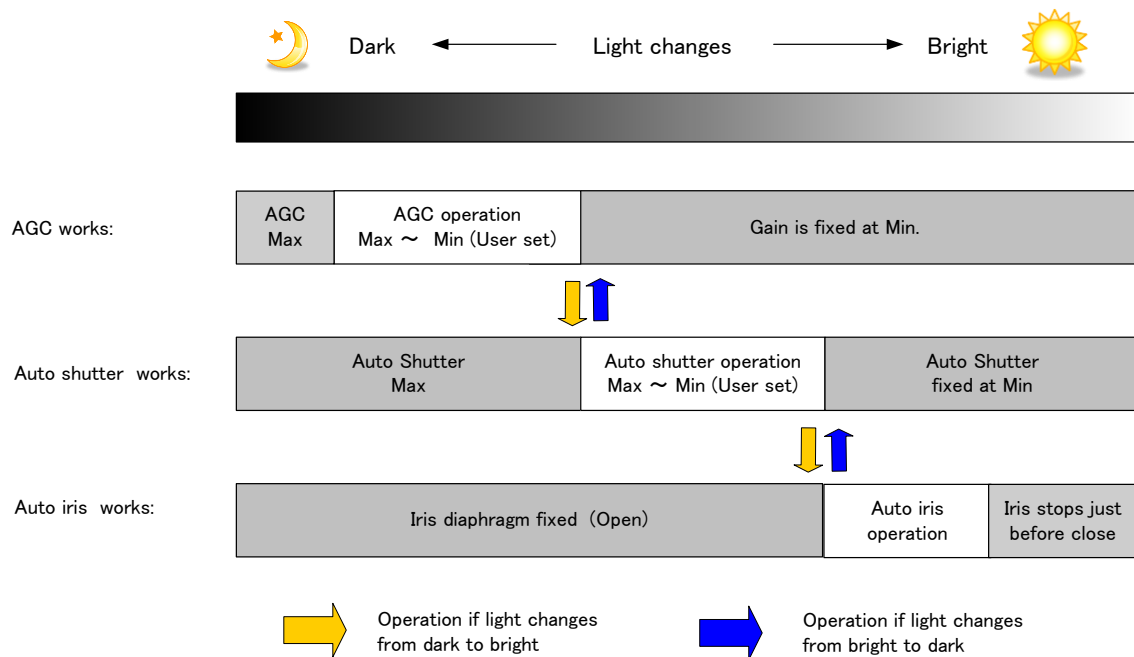 Dark
Light changes
Bright
AGC works:
AGC
Max
AGC operation
Max ～ Min (User set)
Gain is fixed at Min.
Auto shutter works:
Auto Shutter
Max
Auto shutter operation
Max ～ Min (User set)
Auto Shutter
fixed at Min
Auto iris works:
Iris diaphragm fixed (Open)
Auto iris
operation
Iris stops just
before close
Operation if light changes
from dark to bright
Operation if light changes
from bright to dark